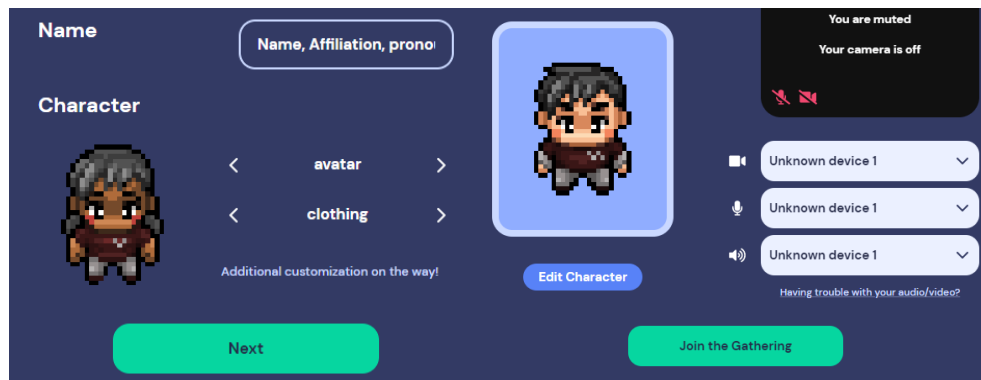 Name
Name, Affiliation, prono
Character
avatar
clothing
Additional customization on the way!
Next
Edit Character
You are muted
Your camera is off
Unknown device 1
Unknown device 1
Unknown device 1
Having trouble with your audio/video?
Join the Gathering